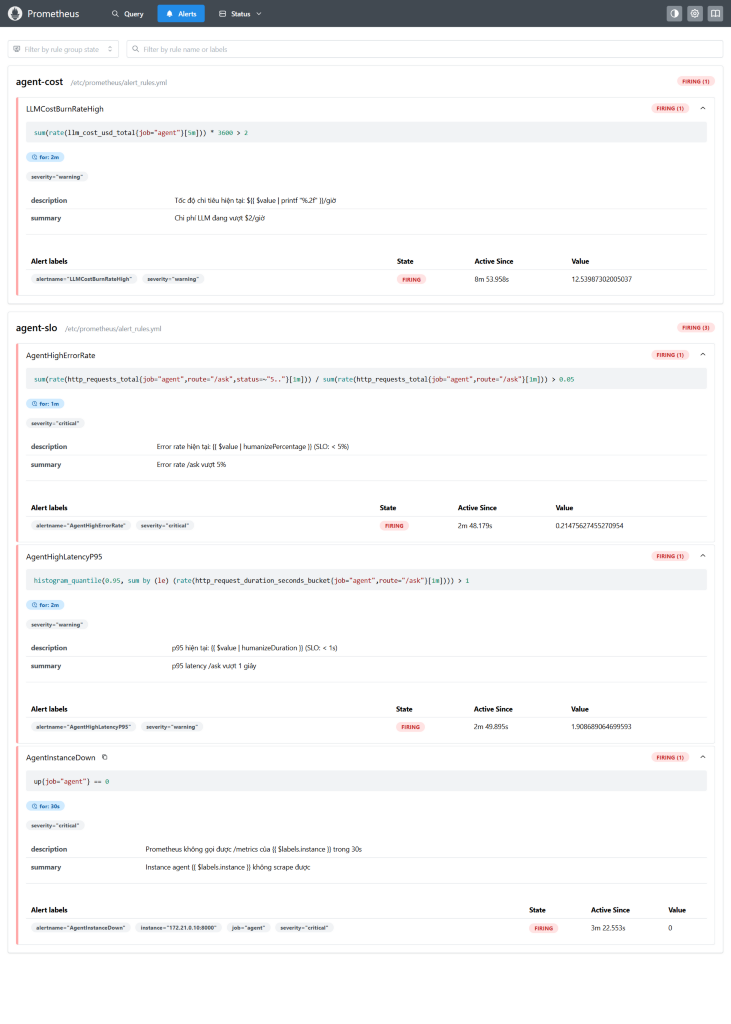 Prometheus Query Alerts Status
Filter by rule group state Filter by rule name or labels
agent-cost /etc/prometheus/alert_rules.yml FIRING (1)
LLMCostBurnRateHigh FIRING (1)
sum(rate(llm_cost_usd_total{job="agent"}[5m])) * 3600 > 2
for: 2m
severity="warning"
description Tốc độ chi tiêu hiện tại: ${{ $value | printf "%.2f" }}/giờ
summary Chi phí LLM đang vượt $2/giờ
Alert labels State Active Since Value
alertname="LLMCostBurnRateHigh" severity="warning" FIRING 8m 53.958s 12.53987302005037
agent-slo /etc/prometheus/alert_rules.yml FIRING (3)
AgentHighErrorRate FIRING (1)
sum(rate(http_requests_total{job="agent",route="/ask",status=~"5.."}[1m])) / sum(rate(http_requests_total{job="agent",route="/ask"}[1m])) > 0.05
for: 1m
severity="critical"
description Error rate hiện tại: {{ $value | humanizePercentage }} (SLO: < 5%)
summary Error rate /ask vượt 5%
Alert labels State Active Since Value
alertname="AgentHighErrorRate" severity="critical" FIRING 2m 48.179s 0.21475627455270954
AgentHighLatencyP95 FIRING (1)
histogram_quantile(0.95, sum by (le) (rate(http_request_duration_seconds_bucket{job="agent",route="/ask"}[1m]))) > 1
for: 2m
severity="warning"
description p95 hiện tại: {{ $value | humanizeDuration }} (SLO: < 1s)
summary p95 latency /ask vượt 1 giây
Alert labels State Active Since Value
alertname="AgentHighLatencyP95" severity="warning" FIRING 2m 49.895s 1.908689064699593
AgentInstanceDown FIRING (1)
up{job="agent"} == 0
for: 30s
severity="critical"
description Prometheus không gọi được /metrics của {{ $labels.instance }} trong 30s
summary Instance agent {{ $labels.instance }} không scrape được
Alert labels State Active Since Value
alertname="AgentInstanceDown" instance="172.21.0.10:8000" job="agent" severity="critical" FIRING 3m 22.553s 0